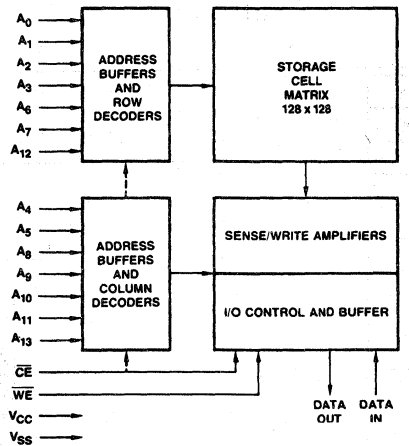 A0
A1
A2
A3
A6
A7
A12
ADDRESS
BUFFERS
AND
ROW
DECODERS
STORAGE
CELL
MATRIX
128 x 128
A4
A5
A8
A9
A10
A11
A13
ADDRESS
BUFFERS
AND
COLUMN
DECODERS
SENSE/WRITE AMPLIFIERS
I/O CONTROL AND BUFFER
C̅E̅
W̅E̅
VCC
VSS
DATA
OUT
DATA
IN